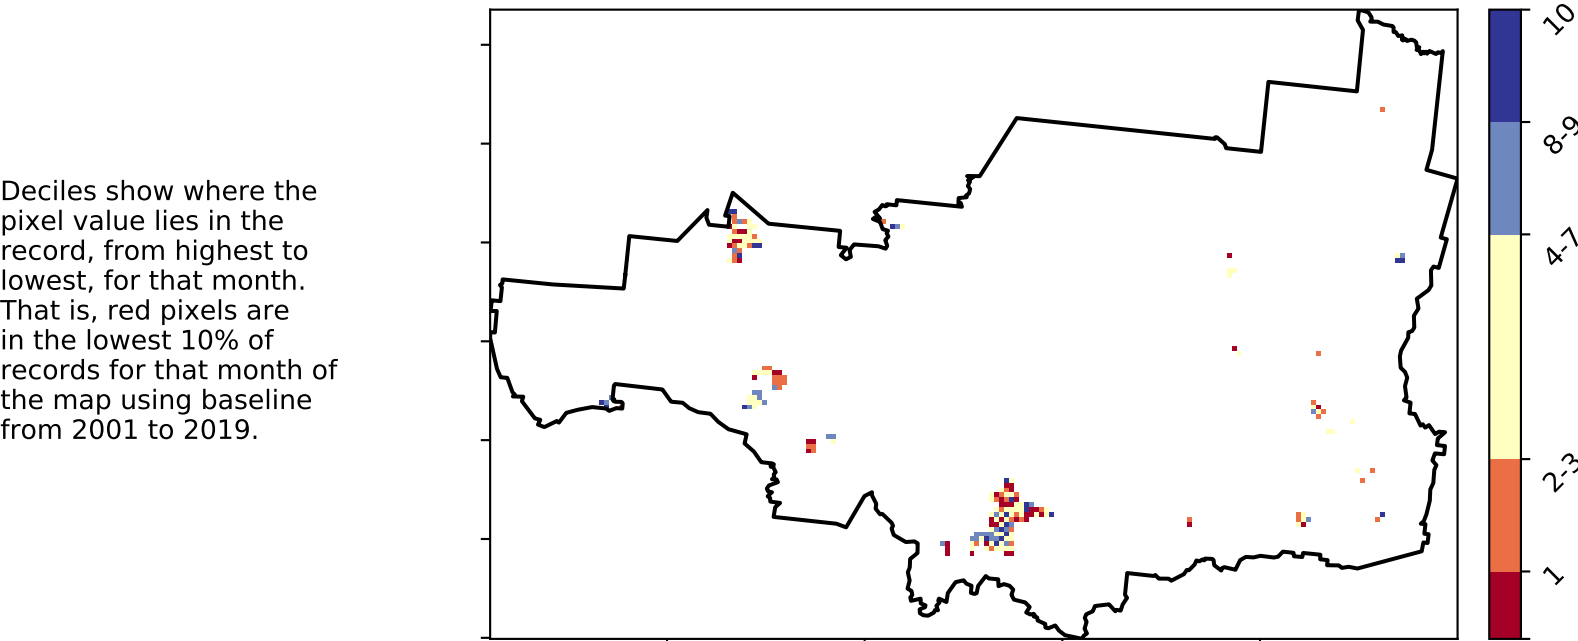 Deciles show where the
pixel value lies in the
record, from highest to
lowest, for that month.
That is, red pixels are
in the lowest 10% of
records for that month of
the map using baseline
from 2001 to 2019.
10
8-9
4-7
2-3
1